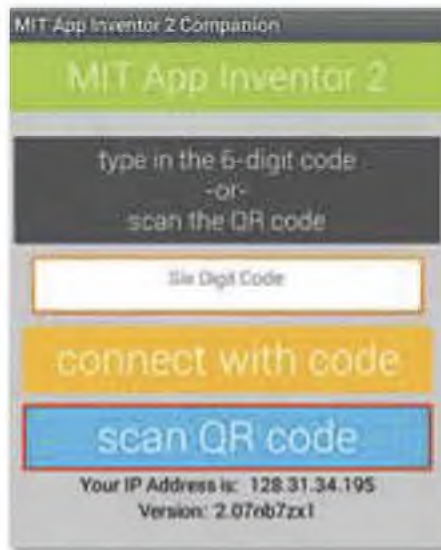 MIT App Inventor 2 Companion
MIT App Inventor 2
type in the 6-digit code
-or-
scan the QR code
Six Digit Code
connect with code
scan QR code
Your IP Address is: 128.31.34.195
Version: 2.07nb7zx1